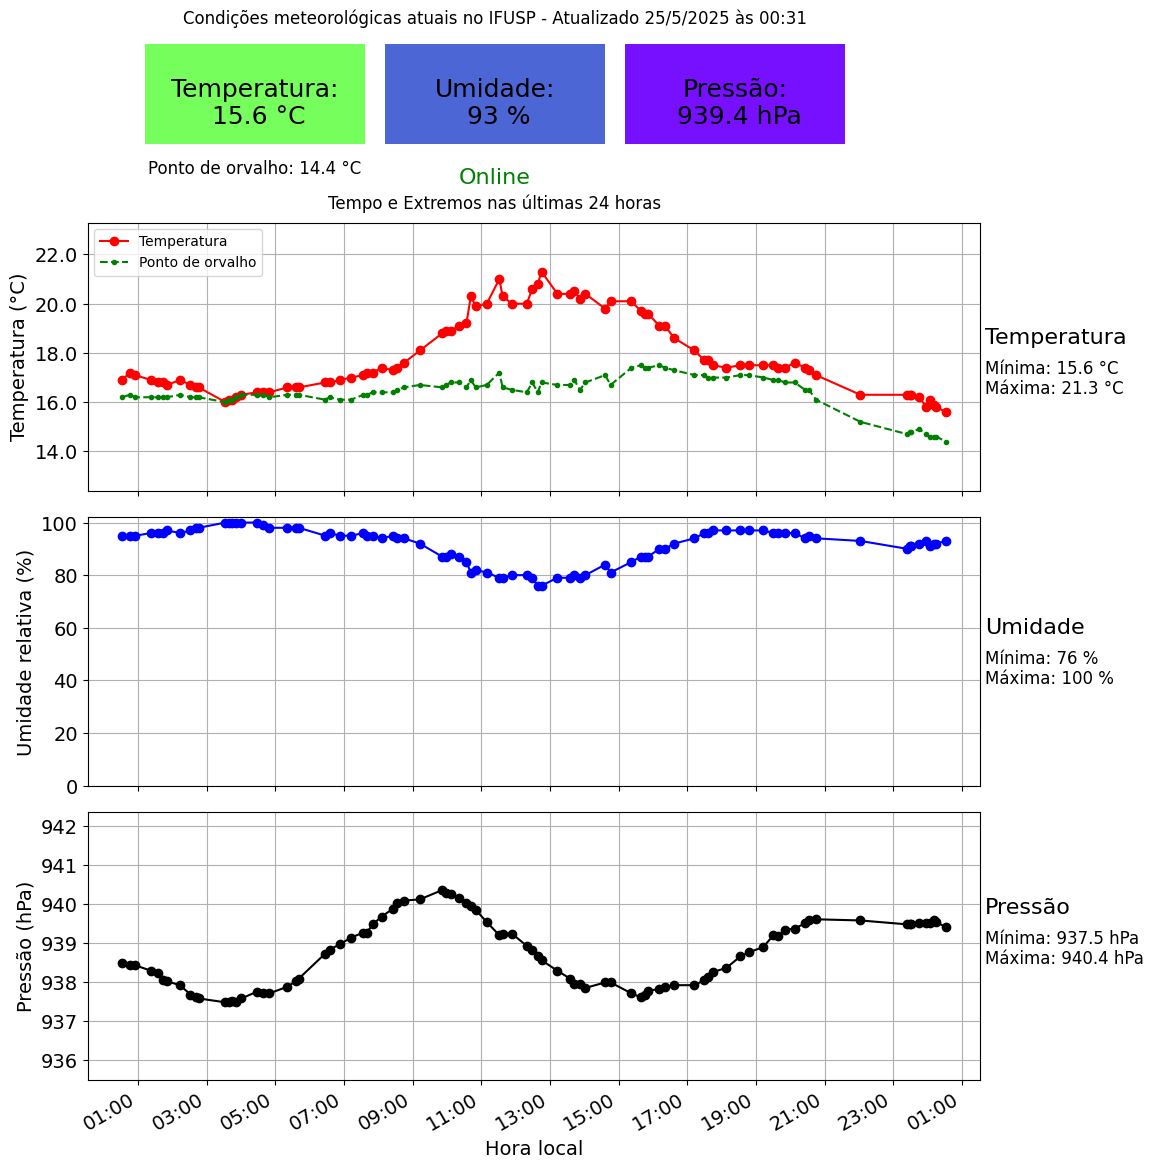 Condições meteorológicas atuais no IFUSP - Atualizado 25/5/2025 às 00:31
Temperatura:
15.6 °C
Umidade:
93 %
Pressão:
939.4 hPa
Ponto de orvalho: 14.4 °C
Online
Tempo e Extremos nas últimas 24 horas
Temperatura
Ponto de orvalho
Temperatura (°C)
22.0
20.0
18.0
16.0
14.0
Temperatura
Mínima: 15.6 °C
Máxima: 21.3 °C
Umidade relativa (%)
100
80
60
40
20
0
Umidade
Mínima: 76 %
Máxima: 100 %
Pressão (hPa)
942
941
940
939
938
937
936
Pressão
Mínima: 937.5 hPa
Máxima: 940.4 hPa
01:00 03:00 05:00 07:00 09:00 11:00 13:00 15:00 17:00 19:00 21:00 23:00 01:00
Hora local